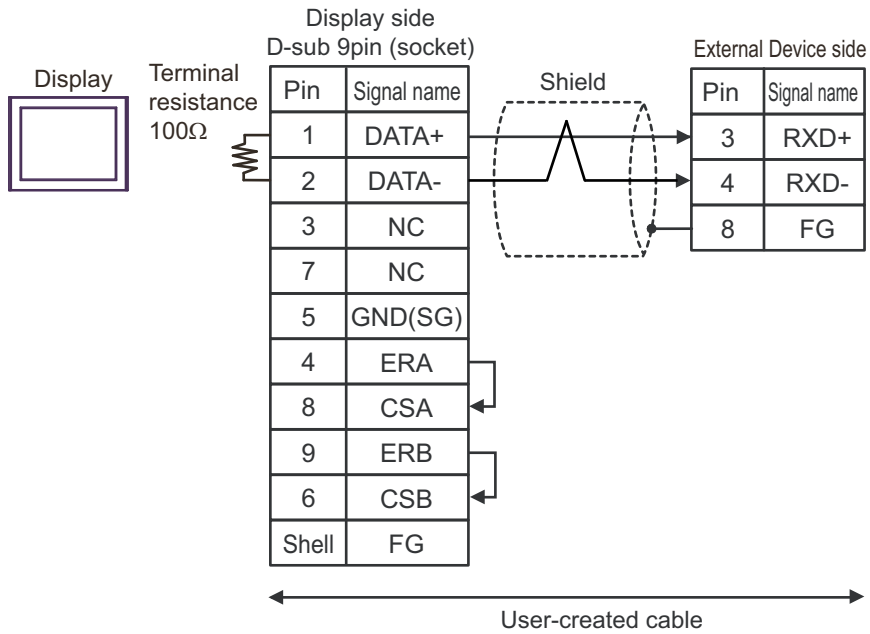 Display side
D-sub 9pin (socket)
External Device side
Display
Terminal
resistance
100Ω
Shield
Pin Signal name
1 DATA+
2 DATA-
3 NC
7 NC
5 GND(SG)
4 ERA
8 CSA
9 ERB
6 CSB
Shell FG
Pin Signal name
3 RXD+
4 RXD-
8 FG
User-created cable